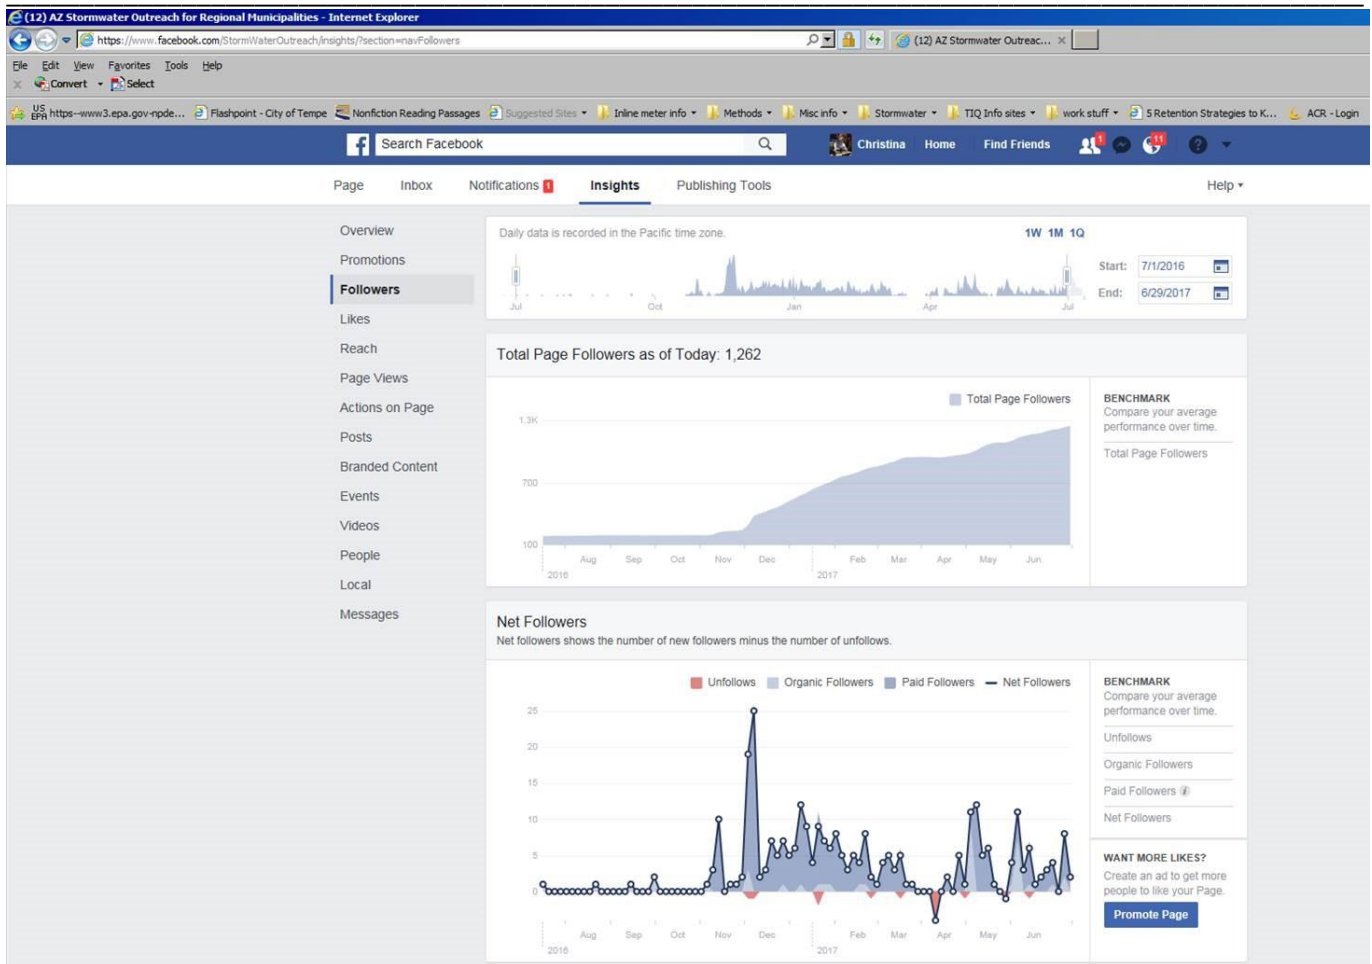 (12) AZ Stormwater Outreach for Regional Municipalities - Internet Explorer
https://www.facebook.com/StormWaterOutreach/insights/?section=navFollowers
(12) AZ Stormwater Outreac... ×
File Edit View Favorites Tools Help
x Convert Select
US EPA https--www3.epa.gov-npde... Flashpoint - City of Tempe Nonfiction Reading Passages Suggested Sites Inline meter info Methods Misc info Stormwater TIQ Info sites work stuff 5 Retention Strategies to K... ACR - Login
f Search Facebook Christina Home Find Friends 1 11 ?
Page Inbox Notifications 1 Insights Publishing Tools Help
Overview
Promotions
Followers
Likes
Reach
Page Views
Actions on Page
Posts
Branded Content
Events
Videos
People
Local
Messages
Daily data is recorded in the Pacific time zone. 1W 1M 1Q
Start: 7/1/2016
End: 6/29/2017
Jul Oct Jan Apr Jul
Total Page Followers as of Today: 1,262
Total Page Followers
1.3K
700
100
Aug Sep Oct Nov Dec Feb Mar Apr May Jun
2016 2017
BENCHMARK
Compare your average
performance over time.
Total Page Followers
Net Followers
Net followers shows the number of new followers minus the number of unfollows.
Unfollows Organic Followers Paid Followers Net Followers
25
20
15
10
5
0
Aug Sep Oct Nov Dec Feb Mar Apr May Jun
2016 2017
BENCHMARK
Compare your average
performance over time.
Unfollows
Organic Followers
Paid Followers i
Net Followers
WANT MORE LIKES?
Create an ad to get more
people to like your Page.
Promote Page